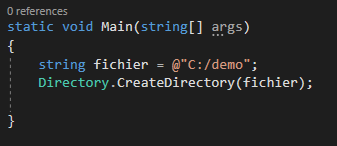 0 references
static void Main(string[] args)
{
string fichier = @"C:/demo";
Directory.CreateDirectory(fichier);
}